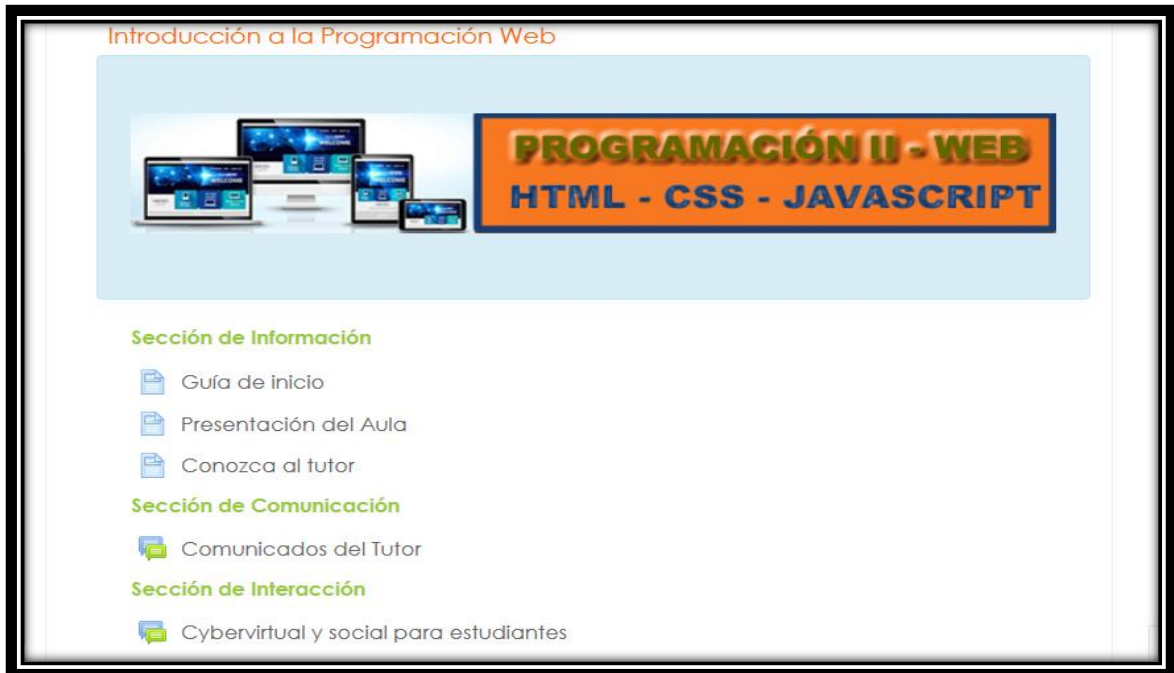 Introducción a la Programación Web
PROGRAMACIÓN II - WEB
HTML - CSS - JAVASCRIPT
Sección de Información
Guía de inicio
Presentación del Aula
Conozca al tutor
Sección de Comunicación
Comunicados del Tutor
Sección de Interacción
Cybervirtual y social para estudiantes